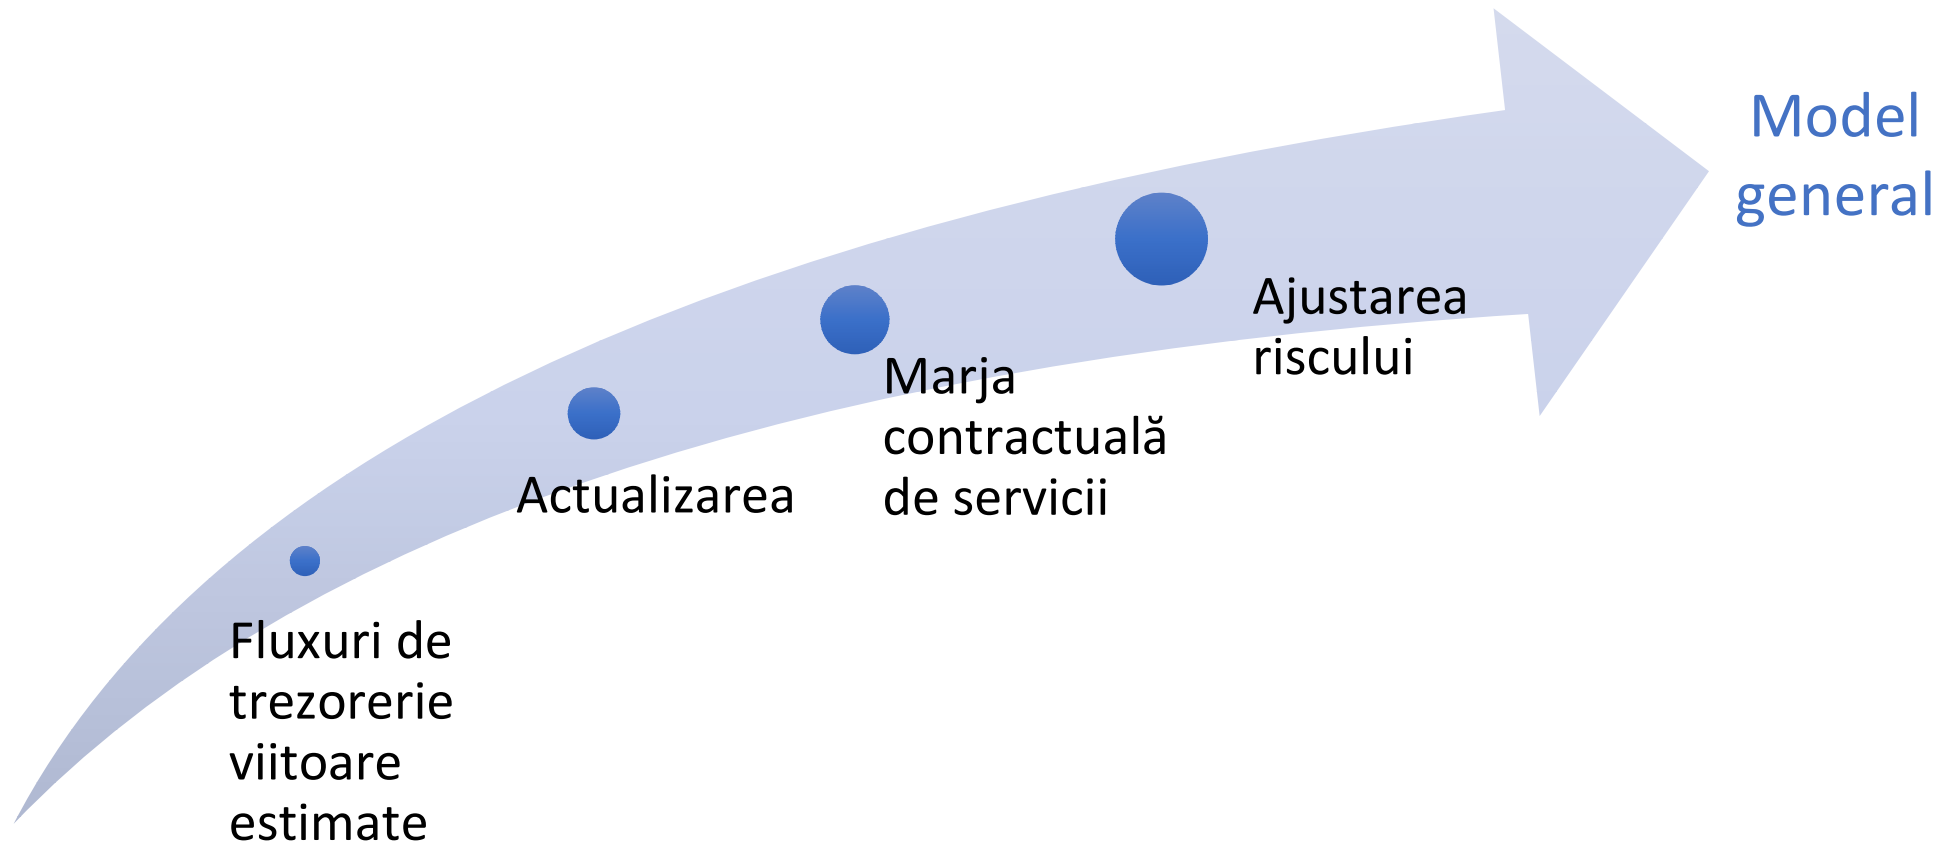 Fluxuri de
trezorerie
viitoare
estimate
Actualizarea
Marja
contractuală
de servicii
Ajustarea
riscului
Model
general